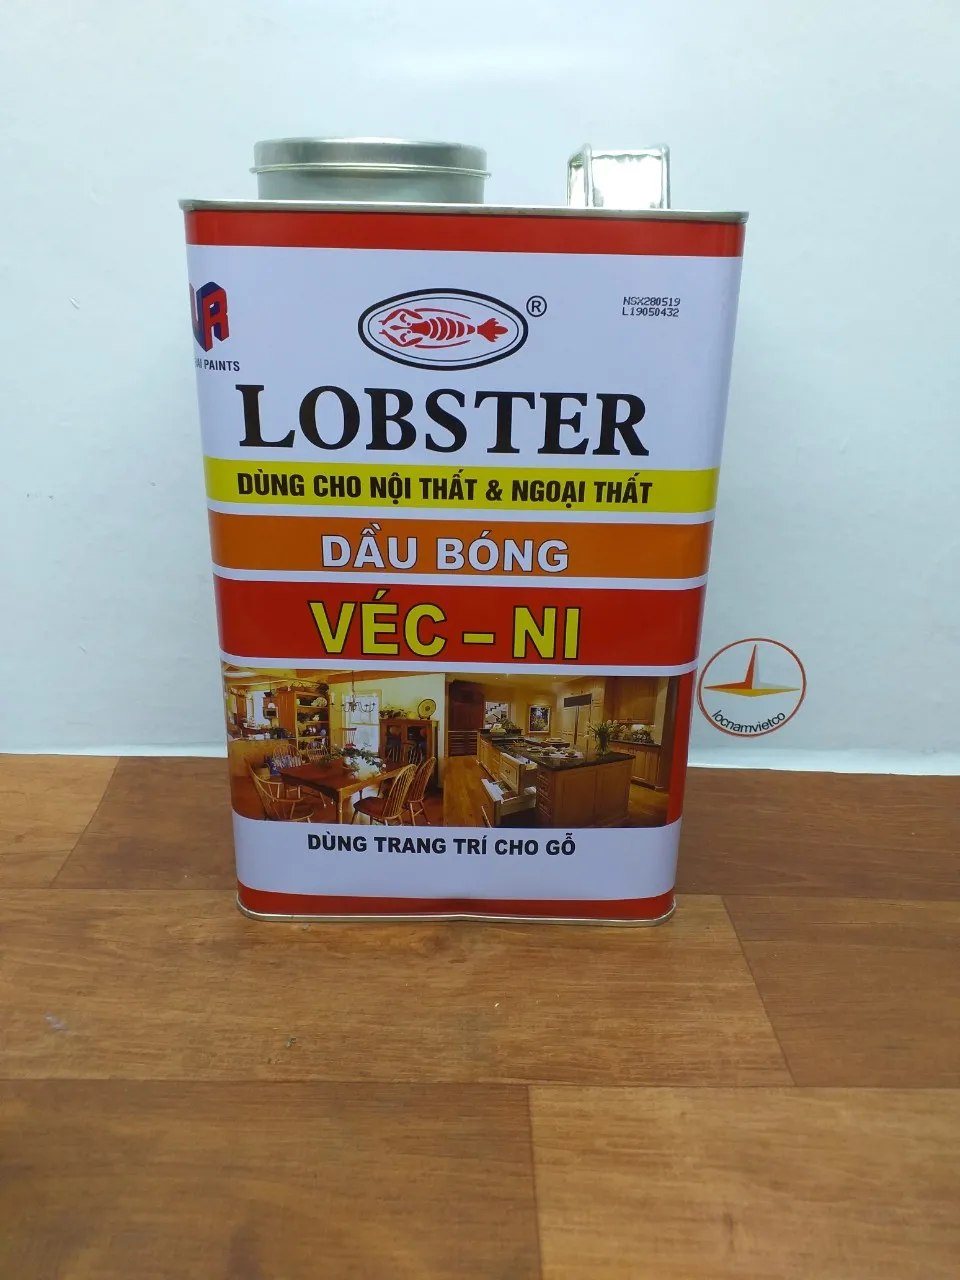 NSX280519
L19050432
®
PAINTS
LOBSTER
DÙNG CHO NỘI THẤT & NGOẠI THẤT
DẦU BÓNG
VÉC – NI
DÙNG TRANG TRÍ CHO GỖ
locnamvietco